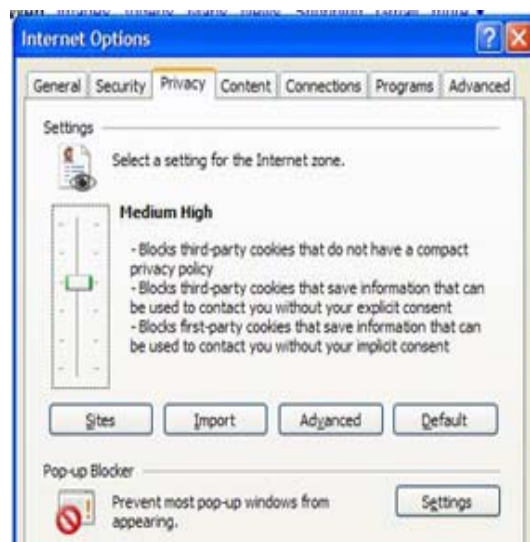 Internet Options
General Security Privacy Content Connections Programs Advanced
Settings
Select a setting for the Internet zone.
Medium High
- Blocks third-party cookies that do not have a compact
privacy policy
- Blocks third-party cookies that save information that can
be used to contact you without your explicit consent
- Blocks first-party cookies that save information that can
be used to contact you without your implicit consent
Sites Import Advanced Default
Pop-up Blocker
Prevent most pop-up windows from Settings
appearing.